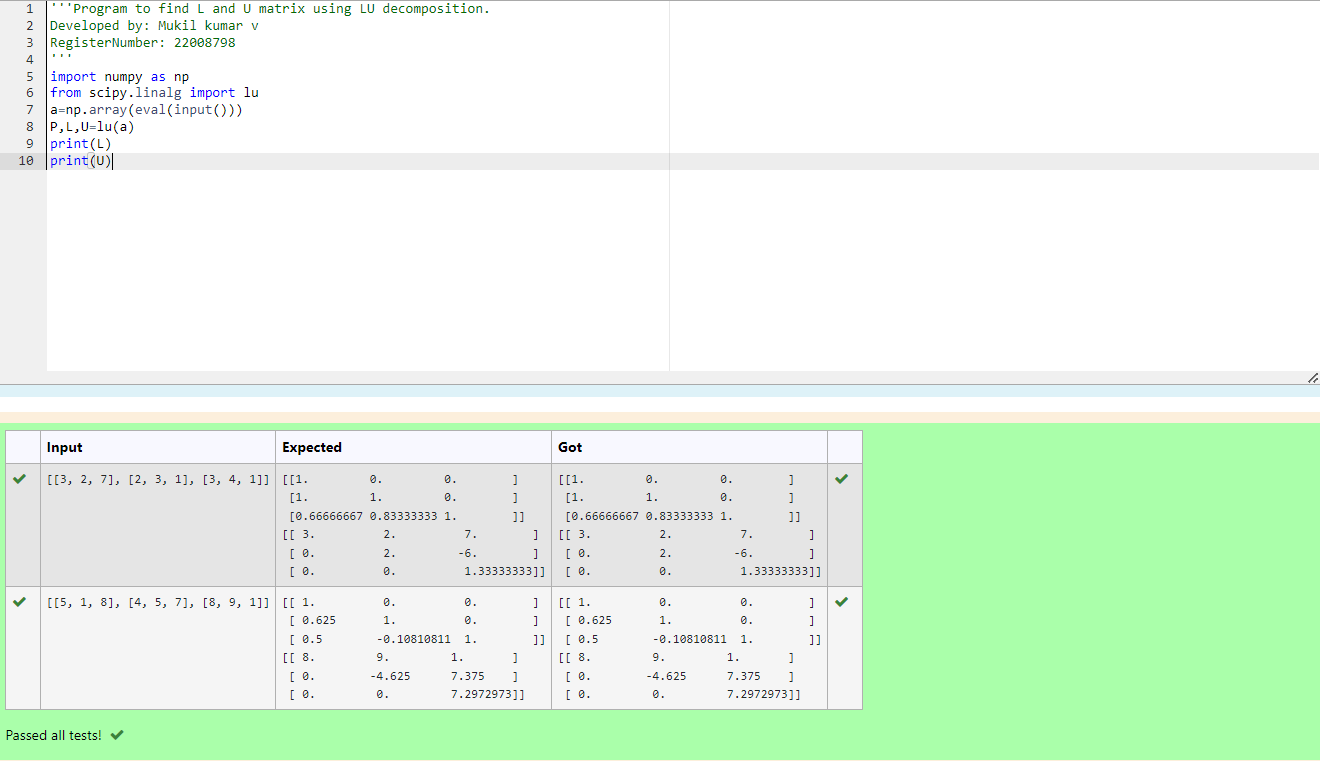 1 '''Program to find L and U matrix using LU decomposition.
2 Developed by: Mukil kumar v
3 RegisterNumber: 22008798
4 '''
5 import numpy as np
6 from scipy.linalg import lu
7 a=np.array(eval(input()))
8 P,L,U=lu(a)
9 print(L)
10 print(U)
Input Expected Got
[[3, 2, 7], [2, 3, 1], [3, 4, 1]] [[1. 0. 0. ] [[1. 0. 0. ]
[1. 1. 0. ] [1. 1. 0. ]
[0.66666667 0.83333333 1. ]] [0.66666667 0.83333333 1. ]]
[[ 3. 2. 7. ] [[ 3. 2. 7. ]
[ 0. 2. -6. ] [ 0. 2. -6. ]
[ 0. 0. 1.33333333]] [ 0. 0. 1.33333333]]
[[5, 1, 8], [4, 5, 7], [8, 9, 1]] [[ 1. 0. 0. ] [[ 1. 0. 0. ]
[ 0.625 1. 0. ] [ 0.625 1. 0. ]
[ 0.5 -0.10810811 1. ]] [ 0.5 -0.10810811 1. ]]
[[ 8. 9. 1. ] [[ 8. 9. 1. ]
[ 0. -4.625 7.375 ] [ 0. -4.625 7.375 ]
[ 0. 0. 7.2972973]] [ 0. 0. 7.2972973]]
Passed all tests!